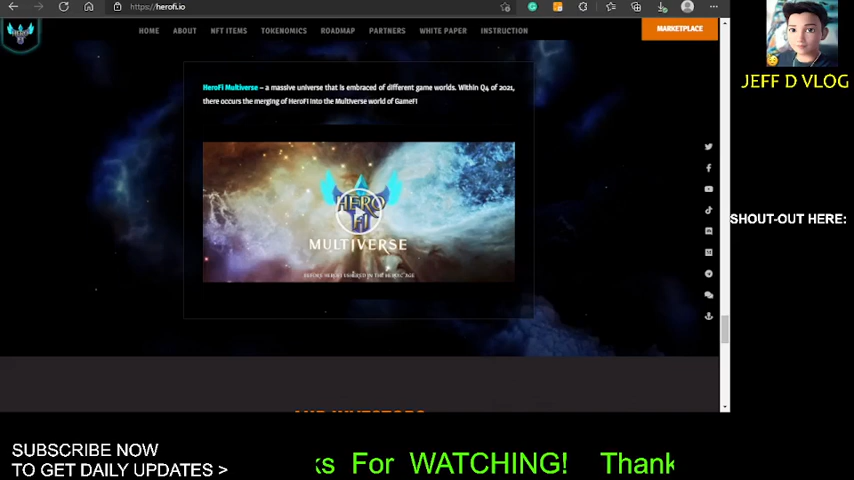 https://herofi.io
HOME ABOUT NFT ITEMS TOKENOMICS ROADMAP PARTNERS WHITE PAPER INSTRUCTION MARKETPLACE
JEFF D VLOG
HeroFi Multiverse – a massive universe that is embraced of different game worlds. Within Q4 of 2021,
there occurs the merging of HeroFi into the Multiverse world of GameFi
HERO
FI
MULTIVERSE
SHOUT-OUT HERE:
SUBSCRIBE NOW
TO GET DAILY UPDATES >
ks For WATCHING! Thank